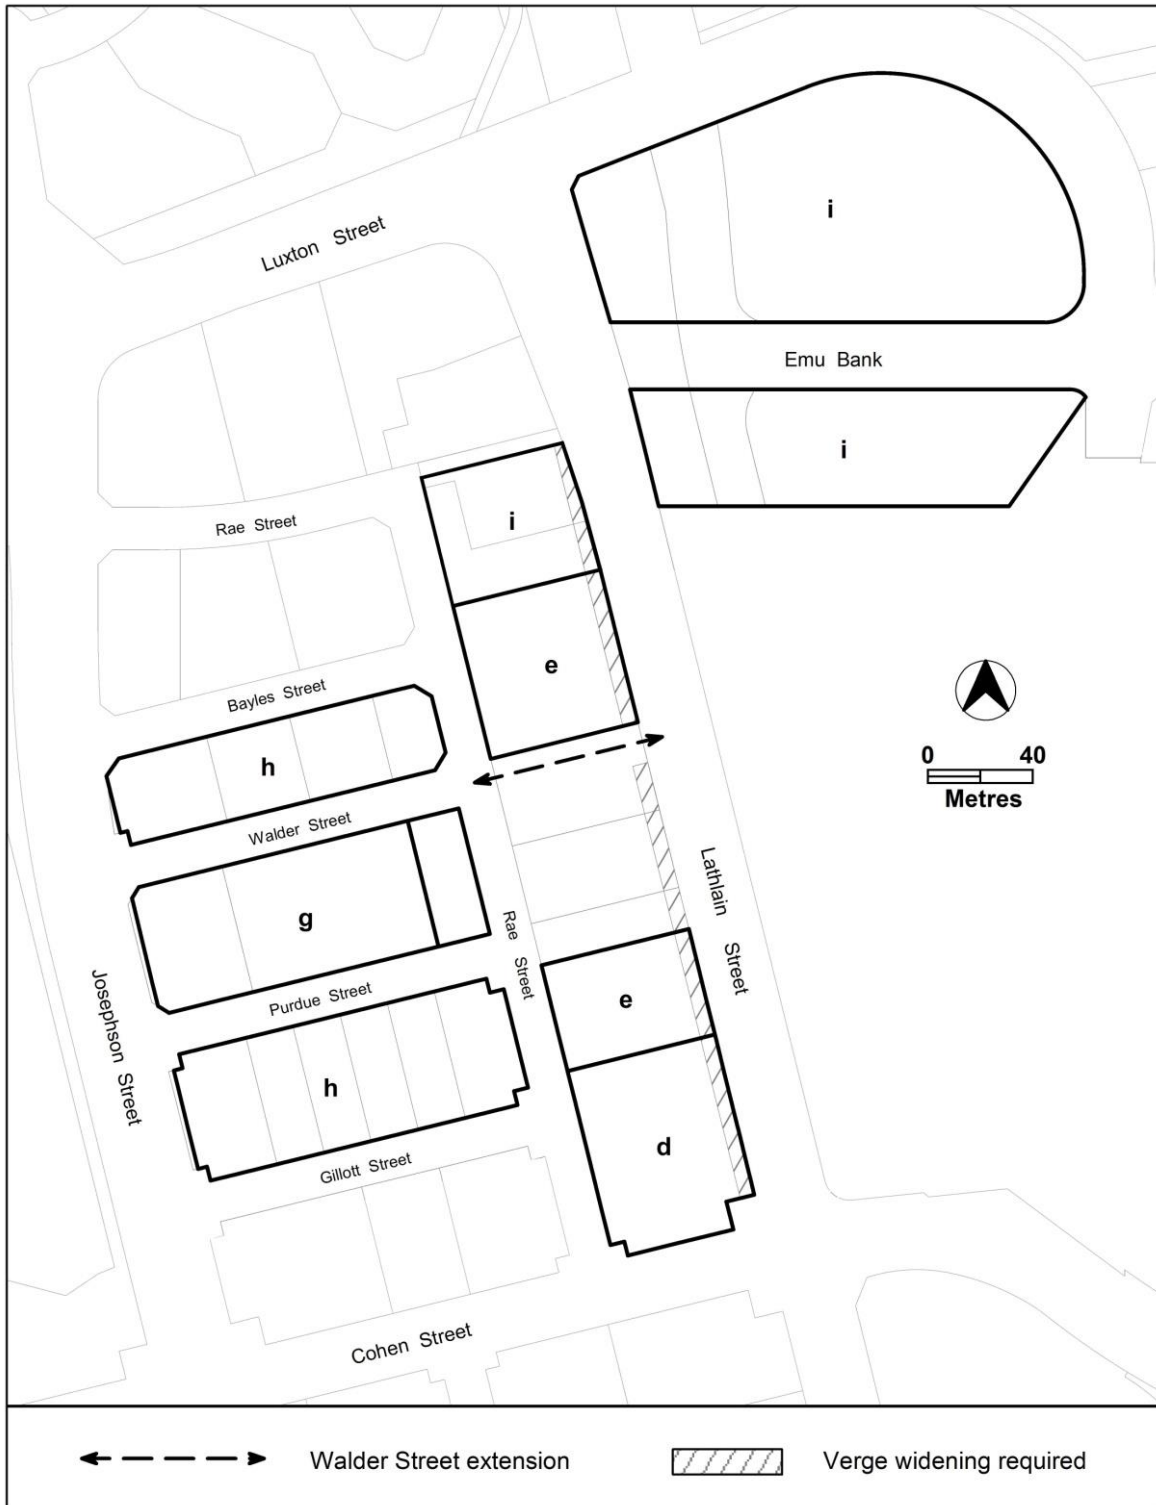 i
Luxton Street
Emu Bank
i
Rae Street
i
e
Bayles Street
h
0 40
Metres
Walder Street
Lathlain Street
g
Rae Street
Purdue Street
Josephson Street
e
h
d
Gillott Street
Cohen Street
Walder Street extension
Verge widening required